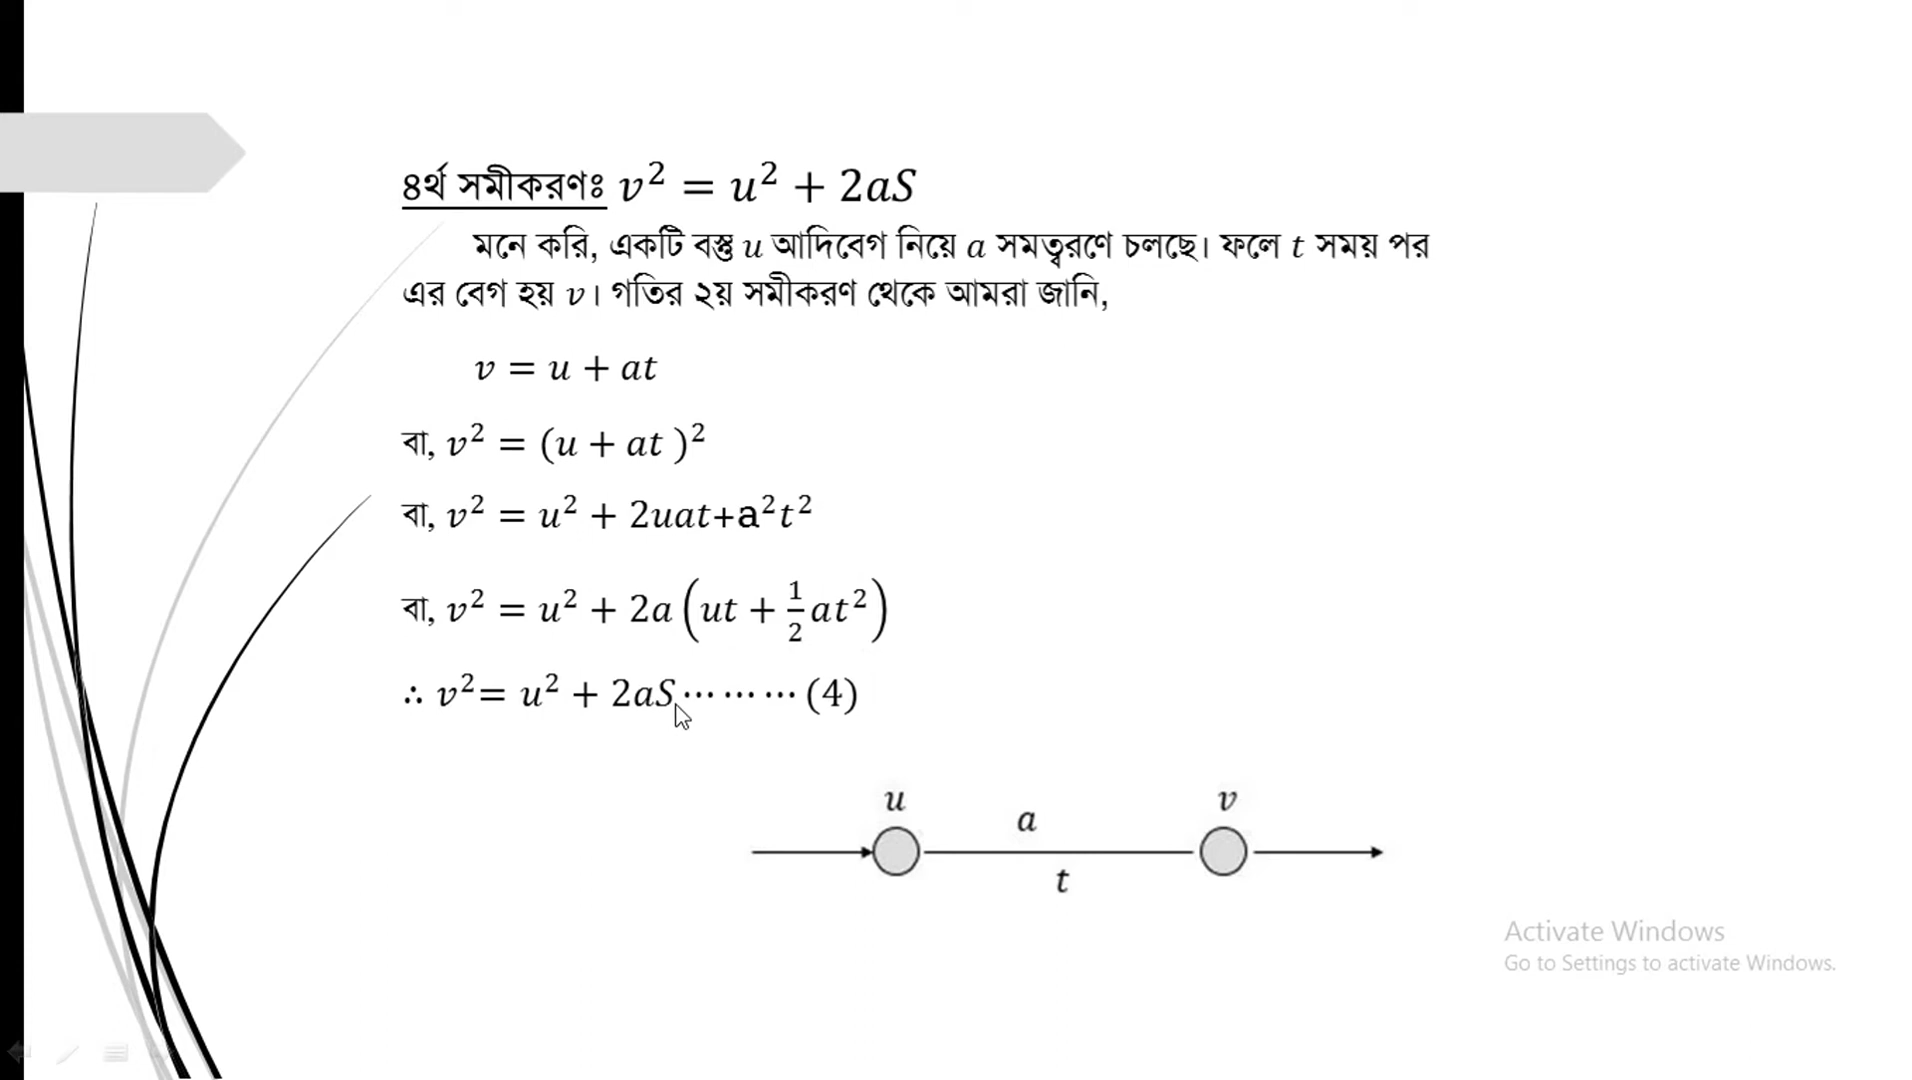 ৪র্থ সমীকরণঃ v² = u² + 2aS
মনে করি, একটি বস্তু u আদিবেগ নিয়ে a সমত্বরণে চলছে। ফলে t সময় পর
এর বেগ হয় v। গতির ২য় সমীকরণ থেকে আমরা জানি,
v = u + at
বা, v² = (u + at )²
বা, v² = u² + 2uat+a²t²
বা, v² = u² + 2a(ut + ½at²)
∴ v²= u² + 2aS⋯⋯⋯(4)
u
v
a
t
Activate Windows
Go to Settings to activate Windows.